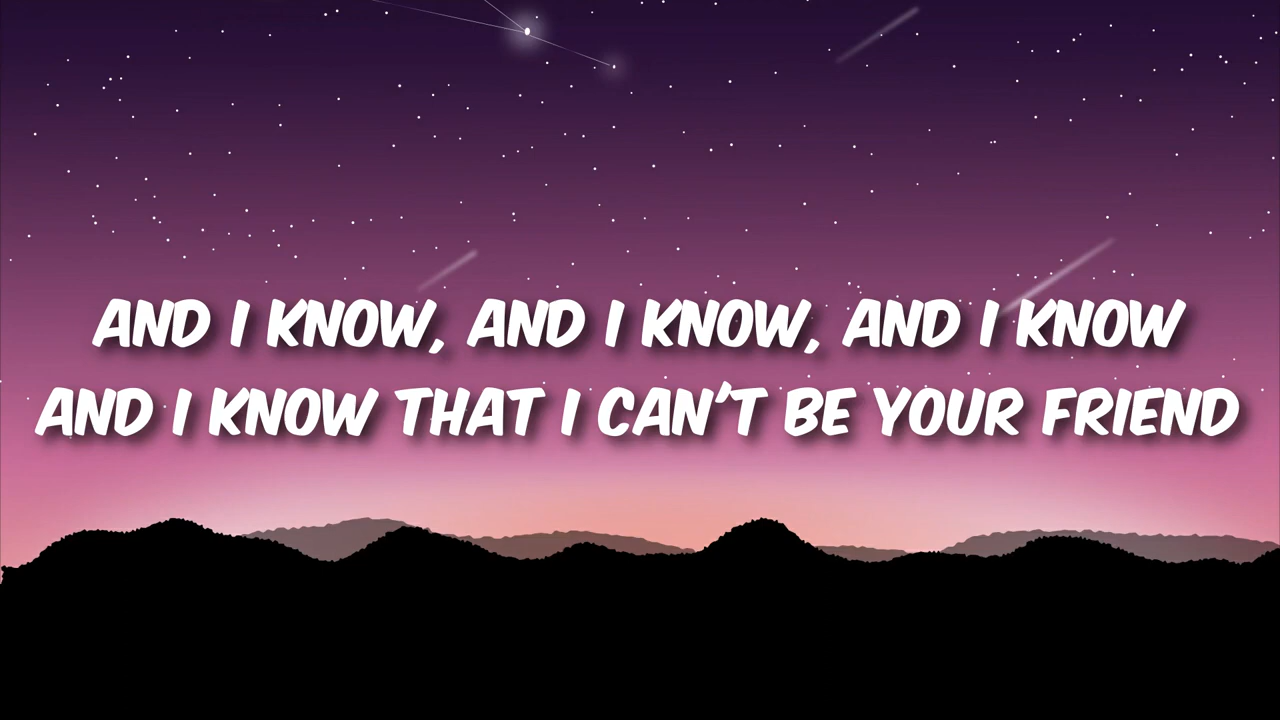 AND I KNOW, AND I KNOW, AND I KNOW
AND I KNOW THAT I CAN'T BE YOUR FRIEND